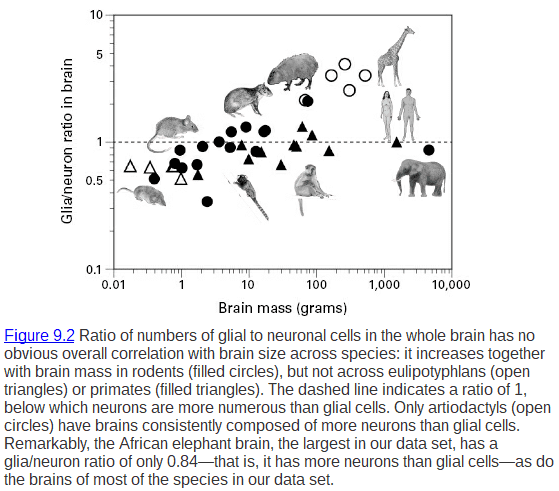 10
5
1
0.5
0.1
Glia/neuron ratio in brain
0.01
0.1
1
10
100
1,000
10,000
Brain mass (grams)
Figure 9.2 Ratio of numbers of glial to neuronal cells in the whole brain has no
obvious overall correlation with brain size across species: it increases together
with brain mass in rodents (filled circles), but not across eulipotyphlans (open
triangles) or primates (filled triangles). The dashed line indicates a ratio of 1,
below which neurons are more numerous than glial cells. Only artiodactyls (open
circles) have brains consistently composed of more neurons than glial cells.
Remarkably, the African elephant brain, the largest in our data set, has a
glia/neuron ratio of only 0.84—that is, it has more neurons than glial cells—as do
the brains of most of the species in our data set.